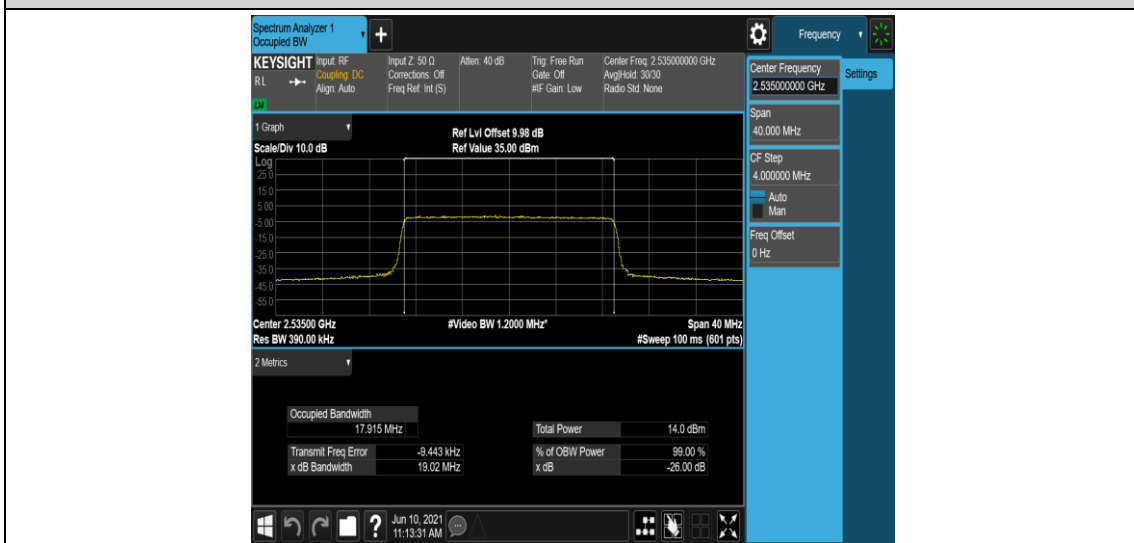 Spectrum Analyzer 1
Occupied BW
+
Frequency
KEYSIGHT Input: RF Input Z: 50 Ω Atten: 40 dB Trig: Free Run Center Freq: 2.535000000 GHz
RL Coupling: DC Corrections: Off Gate: Off Avg|Hold: 30/30
Align: Auto Freq Ref: Int (S) #IF Gain: Low Radio Std: None
Center Frequency
2.535000000 GHz
Settings
Span
40.000 MHz
CF Step
4.000000 MHz
Auto
Man
Freq Offset
0 Hz
1 Graph
Ref Lvl Offset 9.98 dB
Scale/Div 10.0 dB Ref Value 35.00 dBm
Log
25.0
15.0
5.00
-5.00
-15.0
-25.0
-35.0
-45.0
-55.0
Center 2.53500 GHz #Video BW 1.2000 MHz* Span 40 MHz
Res BW 390.00 kHz #Sweep 100 ms (601 pts)
2 Metrics
Occupied Bandwidth
17.915 MHz Total Power 14.0 dBm
Transmit Freq Error -9.443 kHz % of OBW Power 99.00 %
x dB Bandwidth 19.02 MHz x dB -26.00 dB
? Jun 10, 2021
11:13:31 AM